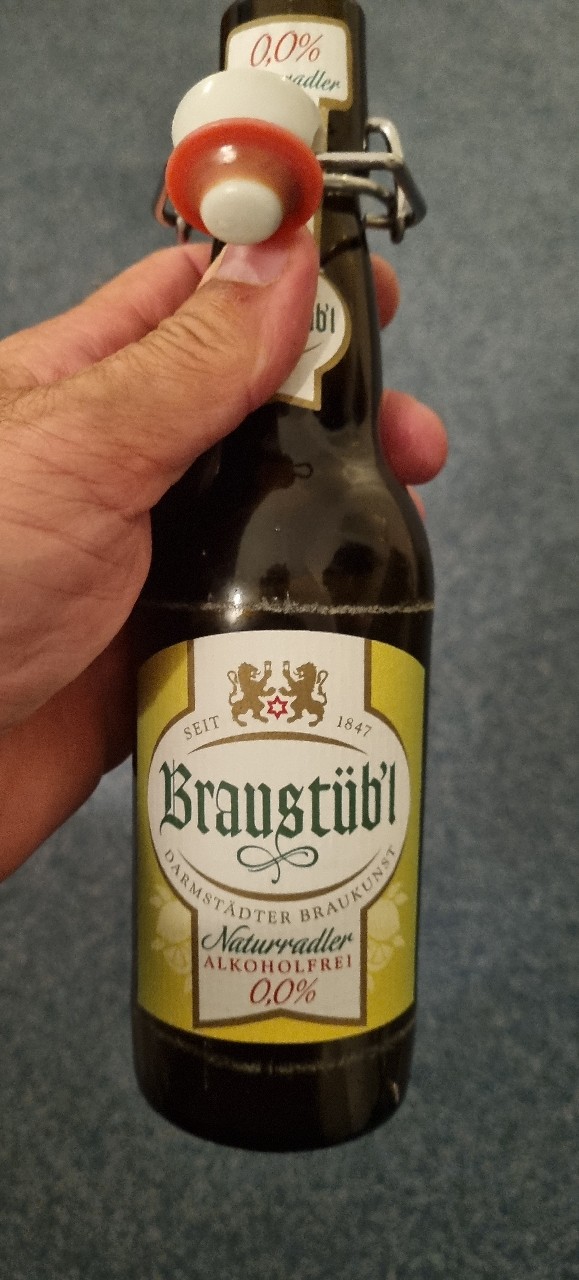 0,0%
SEIT 1847
Braustüb'l
DARMSTÄDTER BRAUKUNST
Naturradler
ALKOHOLFREI
0,0%